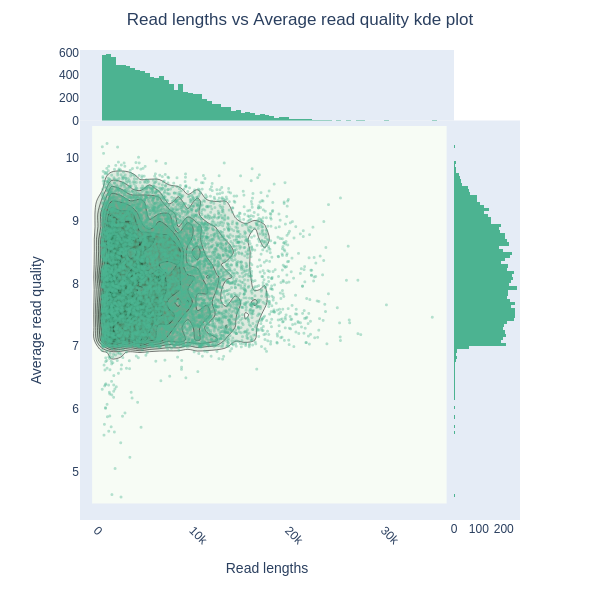 Read lengths vs Average read quality kde plot
600
400
200
0
10
9
8
7
6
5
Average read quality
0
10k
20k
30k
0 100 200
Read lengths